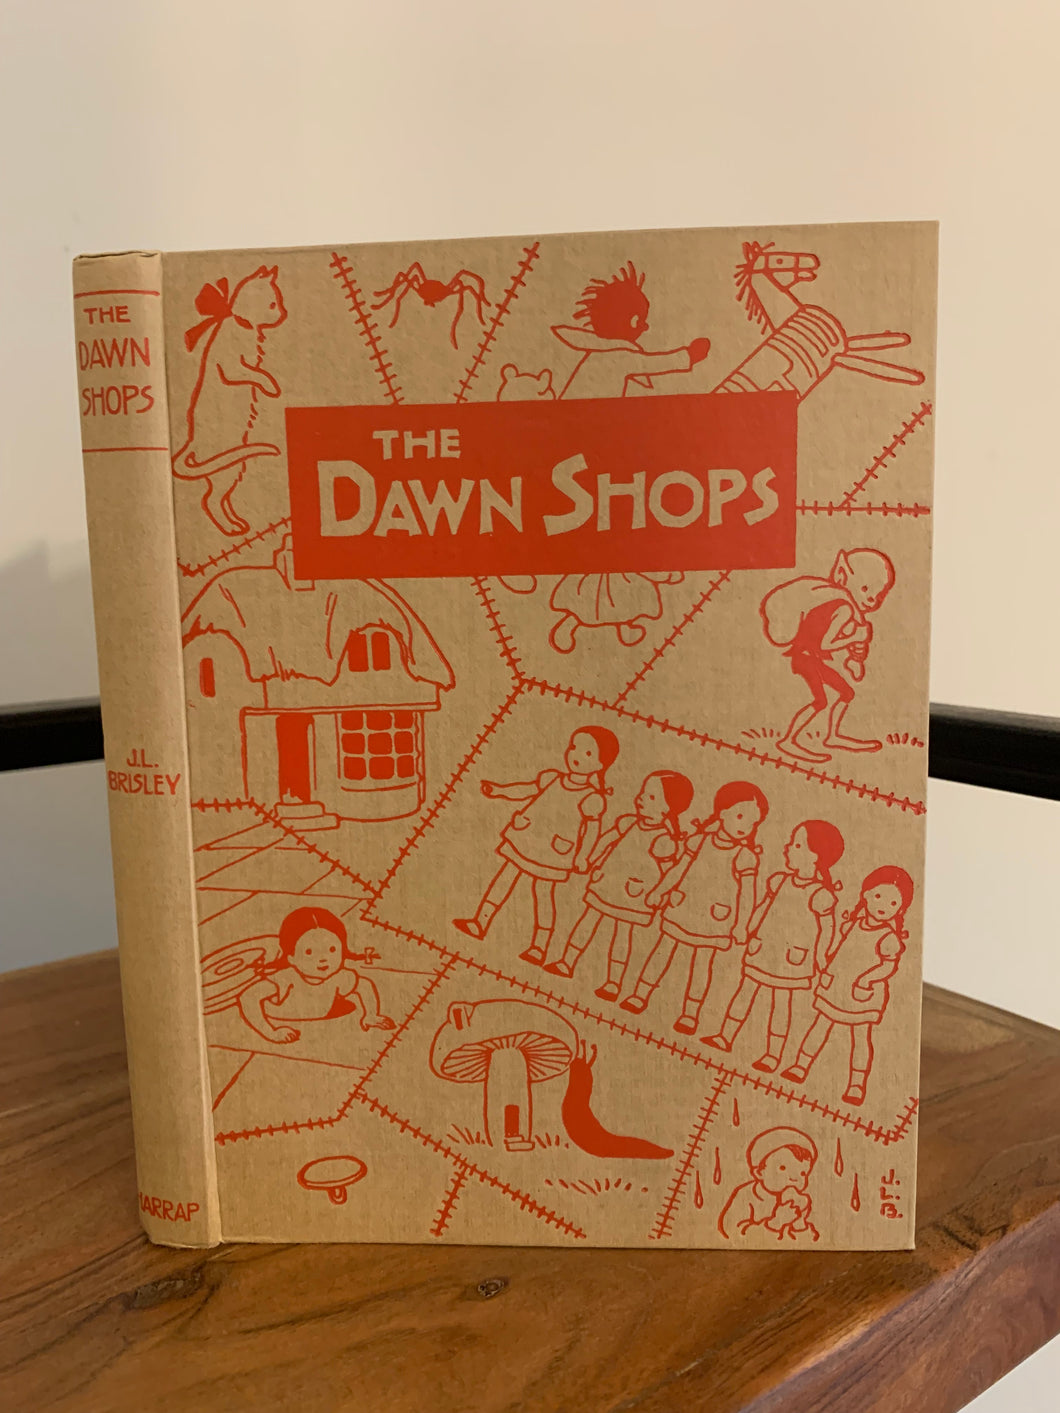 THE
DAWN
SHOPS
J.L.
BRISLEY
HARRAP
THE
DAWN SHOPS